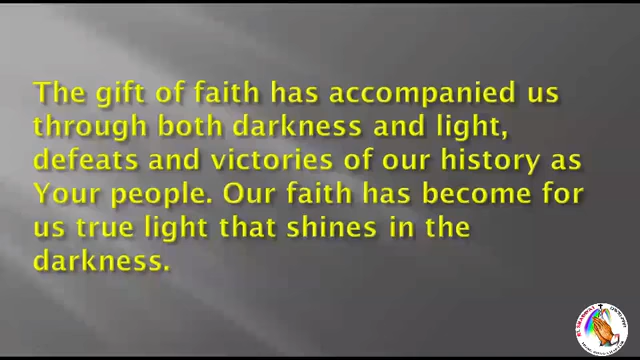 The gift of faith has accompanied us
through both darkness and light,
defeats and victories of our history as
Your people. Our faith has become for
us true light that shines in the
darkness.